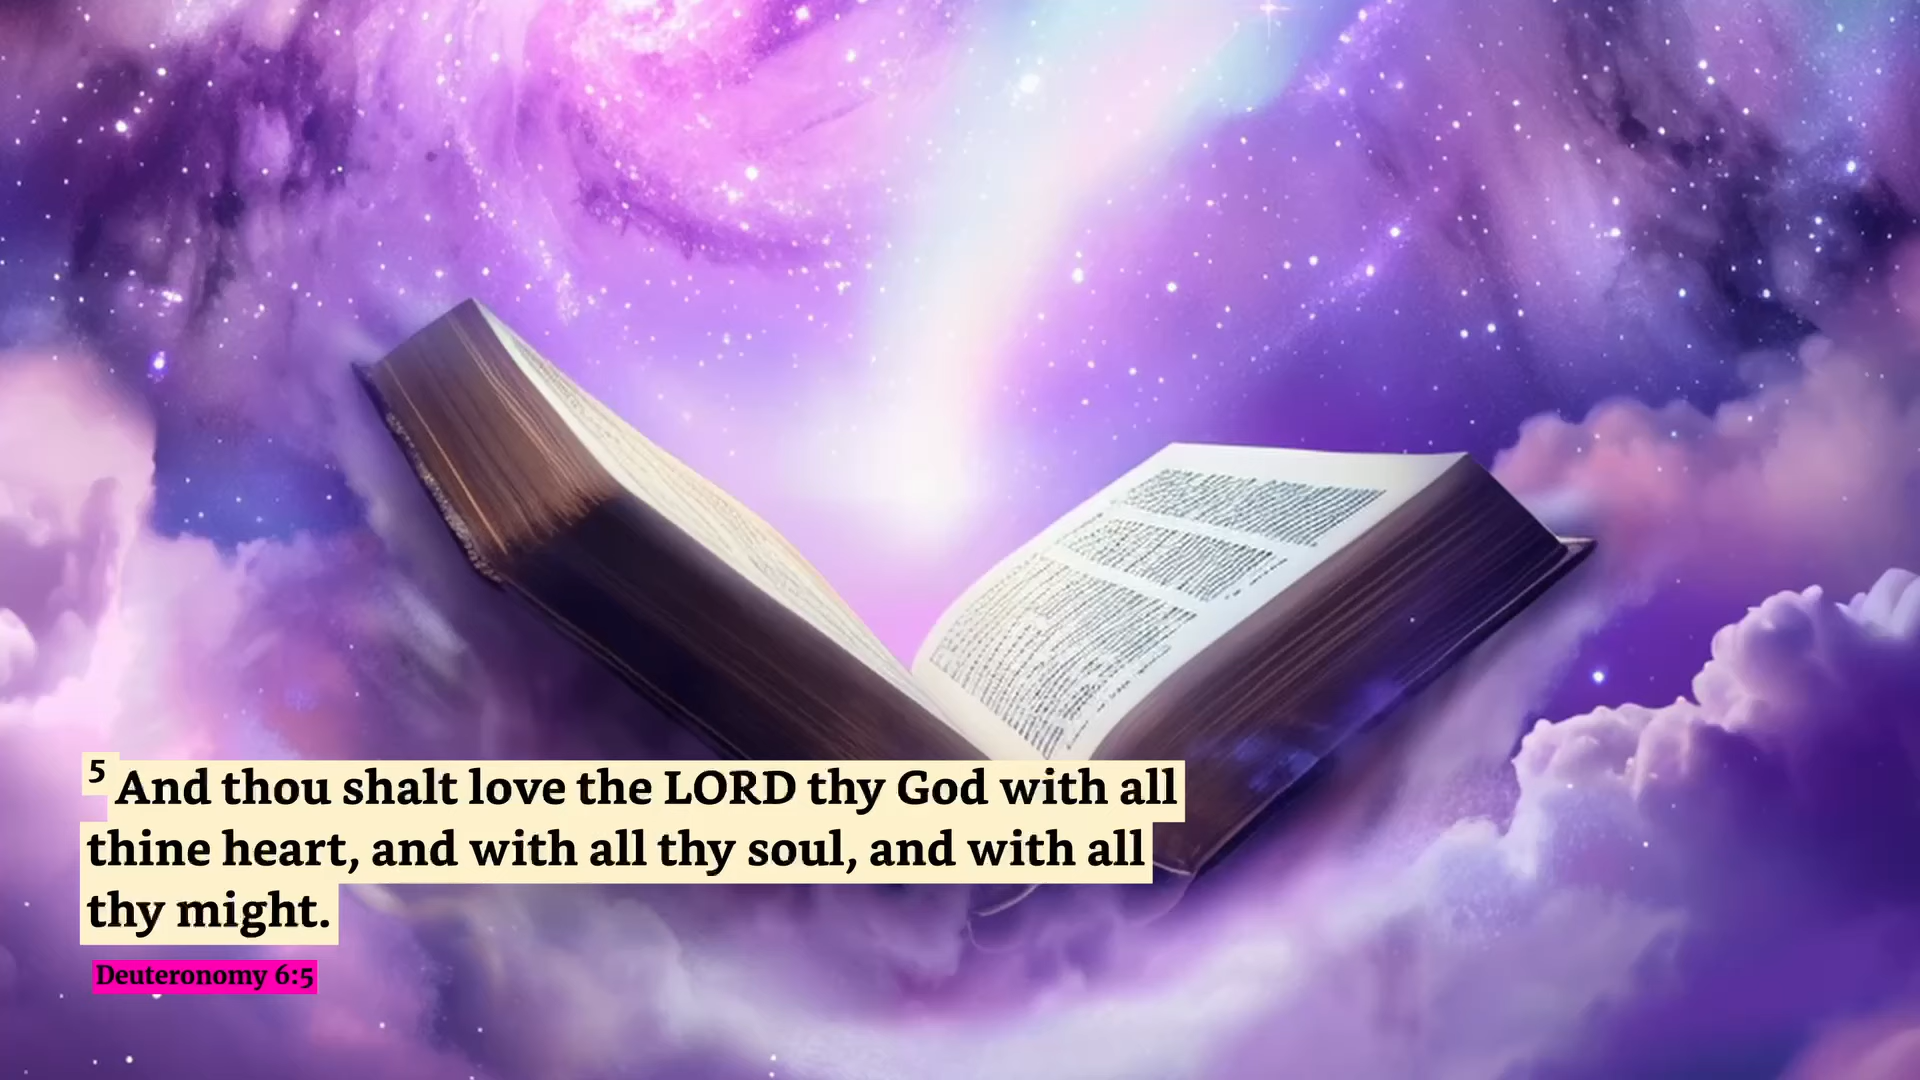 5 And thou shalt love the LORD thy God with all
thine heart, and with all thy soul, and with all
thy might.
Deuteronomy 6:5